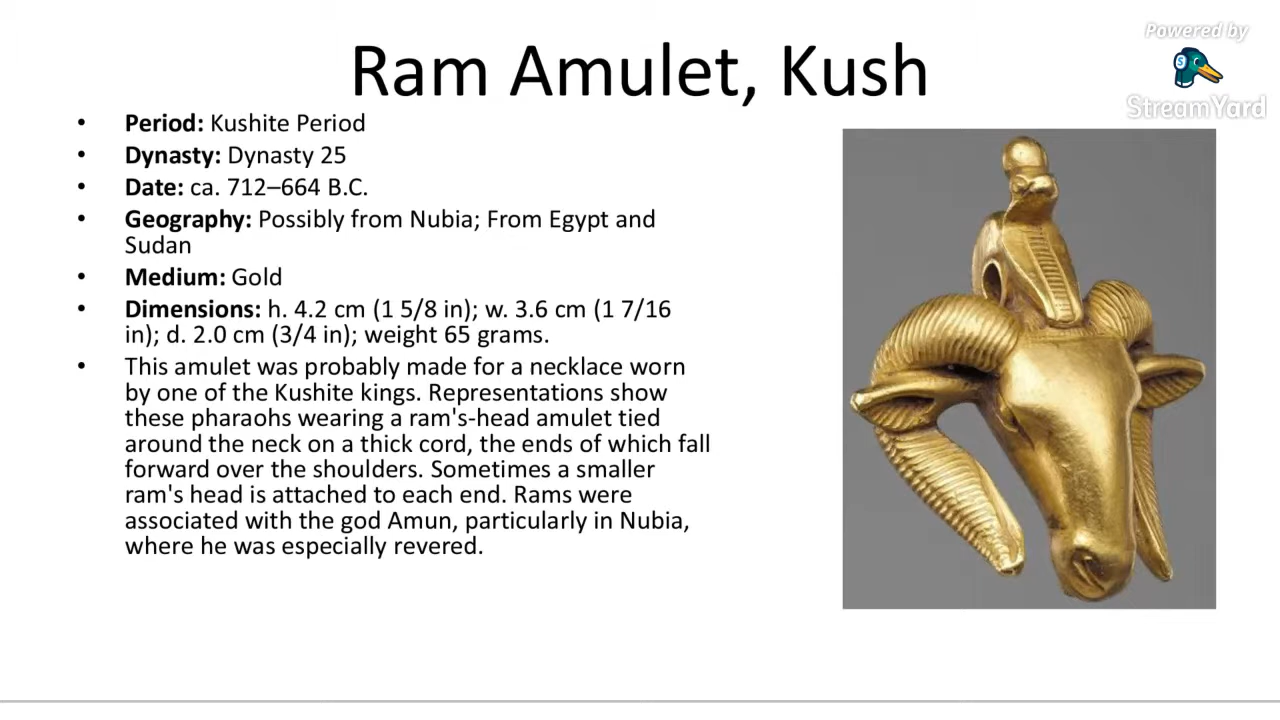 Powered by
StreamYard
Ram Amulet, Kush
• Period: Kushite Period
• Dynasty: Dynasty 25
• Date: ca. 712–664 B.C.
• Geography: Possibly from Nubia; From Egypt and
Sudan
• Medium: Gold
• Dimensions: h. 4.2 cm (1 5/8 in); w. 3.6 cm (1 7/16
in); d. 2.0 cm (3/4 in); weight 65 grams.
• This amulet was probably made for a necklace worn
by one of the Kushite kings. Representations show
these pharaohs wearing a ram's-head amulet tied
around the neck on a thick cord, the ends of which fall
forward over the shoulders. Sometimes a smaller
ram's head is attached to each end. Rams were
associated with the god Amun, particularly in Nubia,
where he was especially revered.